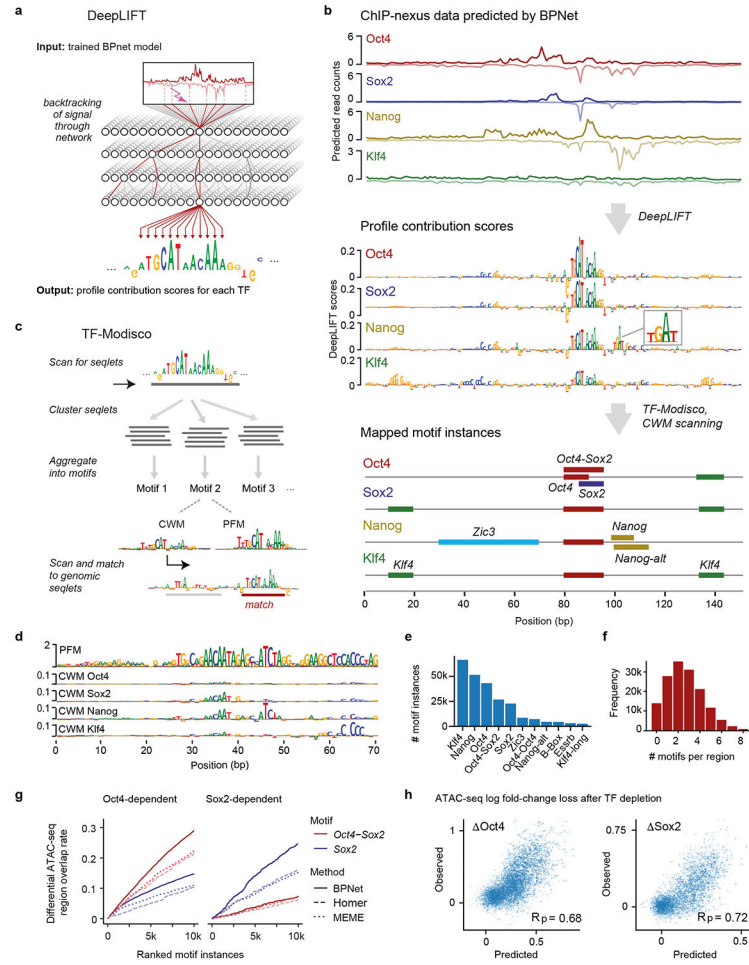 a
DeepLIFT
Input: trained BPnet model
backtracking
of signal
through
network
... A G A T G C A T A A C A A A G G T G C ...
Output: profile contribution scores for each TF
b
ChIP-nexus data predicted by BPNet
Predicted read counts
6
Oct4
0
6
Sox2
0
6
Nanog
0
3
Klf4
0
DeepLIFT
Profile contribution scores
DeepLIFT scores
0.2
Oct4
0
0.2
Sox2
0
0.2
Nanog
0
TGAT
0.2
Klf4
0
TF-Modisco,
CWM scanning
Mapped motif instances
Oct4
Oct4-Sox2
Sox2
Oct4
Sox2
Nanog
Zic3
Nanog
Klf4
Nanog-alt
Klf4
Klf4
0 20 40 60 80 100 120 140
Position (bp)
c
TF-Modisco
Scan for seqlets
Cluster seqlets
Aggregate
into motifs
Motif 1 Motif 2 Motif 3 ...
CWM PFM
Scan and match
to genomic
seqlets
match
d
2
PFM
0.1
CWM Oct4
0.1
CWM Sox2
0.1
CWM Nanog
0.1
CWM Klf4
0 10 20 30 40 50 60 70
Position (bp)
e
# motif instances
50k
25k
0
Klf4
Nanog
Oct4
Oct4-Sox2
Sox2
Zic3
Oct4-Oct4
Nanog-alt
B-Box
Essrb
Klf4-long
f
Frequency
30k
20k
10k
0
0 2 4 6 8
# motifs per region
g
Oct4-dependent Sox2-dependent
Differential ATAC-seq
region overlap rate
0.3
0.2
0.1
0
0 5k 10k 0 5k 10k
Ranked motif instances
Motif
Oct4−Sox2
Sox2
Method
BPNet
Homer
MEME
h
ATAC-seq log fold-change loss after TF depletion
ΔOct4
Observed
1
0
0 0.5
Predicted
Rp = 0.68
ΔSox2
Observed
0.75
0
0 0.5
Predicted
Rp = 0.72